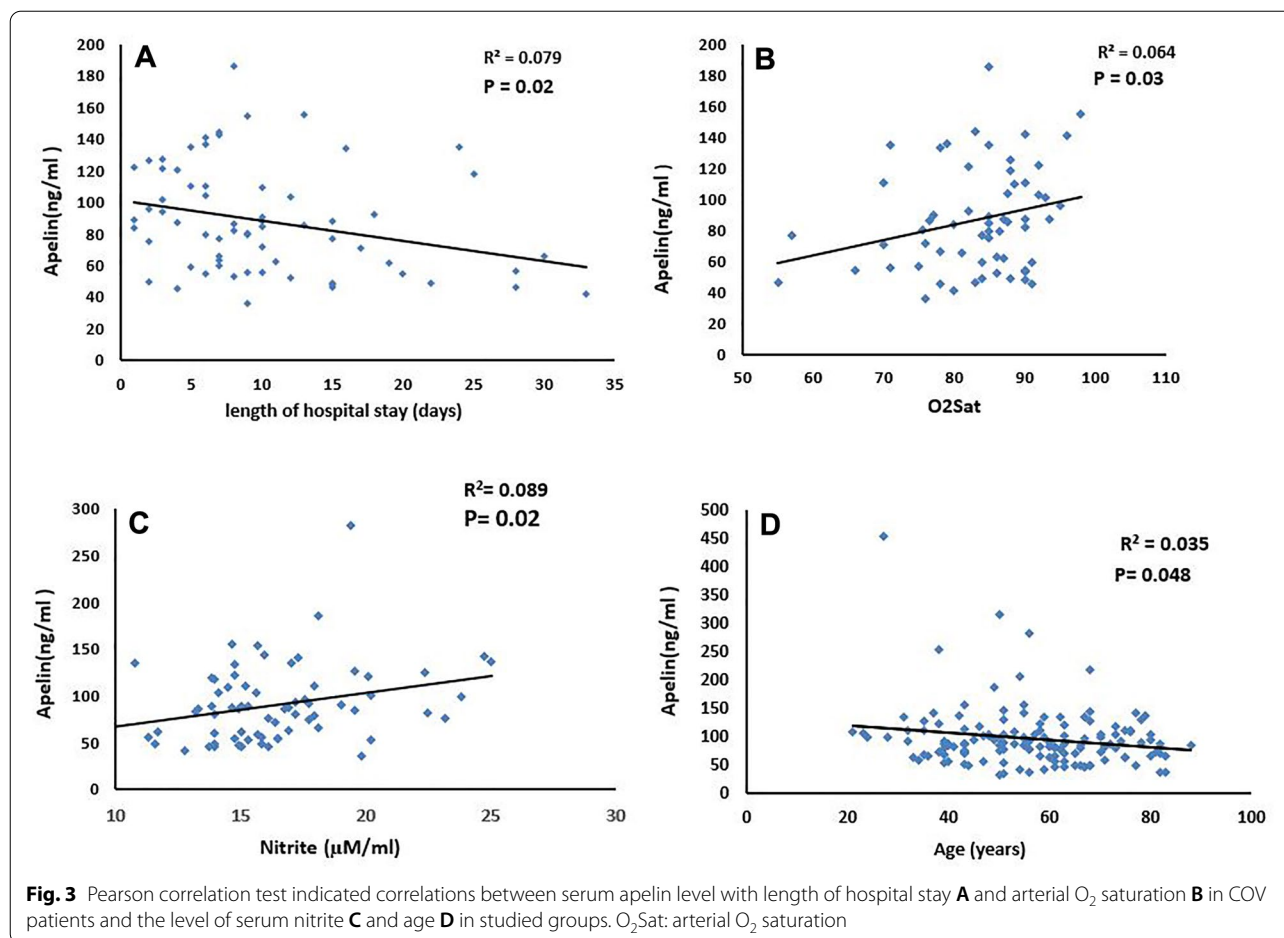 A
R² = 0.079
P = 0.02
200
180
160
140
120
100
80
60
40
20
0
Apelin(ng/ml )
0 5 10 15 20 25 30 35
length of hospital stay (days)
B
R² = 0.064
P = 0.03
200
180
160
140
120
100
80
60
40
20
0
Apelin(ng/ml )
50 60 70 80 90 100 110
O2Sat
C
R²= 0.089
P= 0.02
300
250
200
150
100
50
0
Apelin(ng/ml )
10 15 20 25 30
Nitrite (µM/ml)
D
R² = 0.035
P= 0.048
500
450
400
350
300
250
200
150
100
50
0
Apelin(ng/ml )
0 20 40 60 80 100
Age (years)
Fig. 3 Pearson correlation test indicated correlations between serum apelin level with length of hospital stay A and arterial O₂ saturation B in COV
patients and the level of serum nitrite C and age D in studied groups. O₂Sat: arterial O₂ saturation